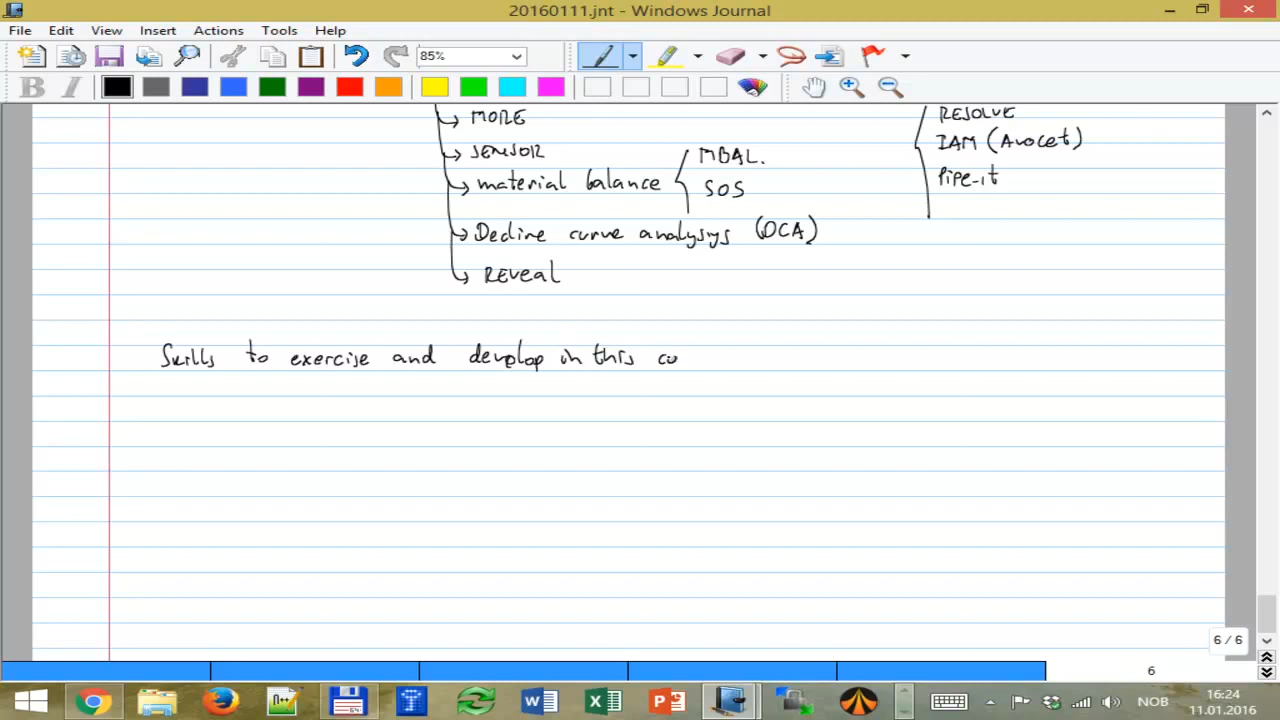 20160111.jnt - Windows Journal
File Edit View Insert Actions Tools Help
85%
B I
MORE
SENSOR
material balance
MBAL.
SOS
Decline curve analysys (DCA)
REVEAL
RESOLVE
IAM (Avocet)
Pipe-it
Skills to exercise and develop in this co
6 / 6
6
NOB
16:24
11.01.2016